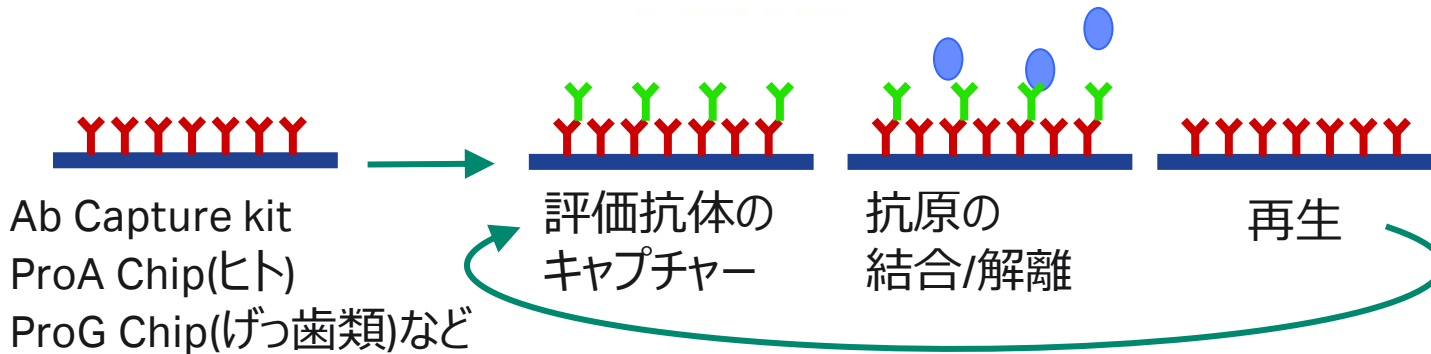 Ab Capture kit
ProA Chip(ヒト)
ProG Chip(げっ歯類)など
評価抗体の
キャプチャー
抗原の
結合/解離
再生